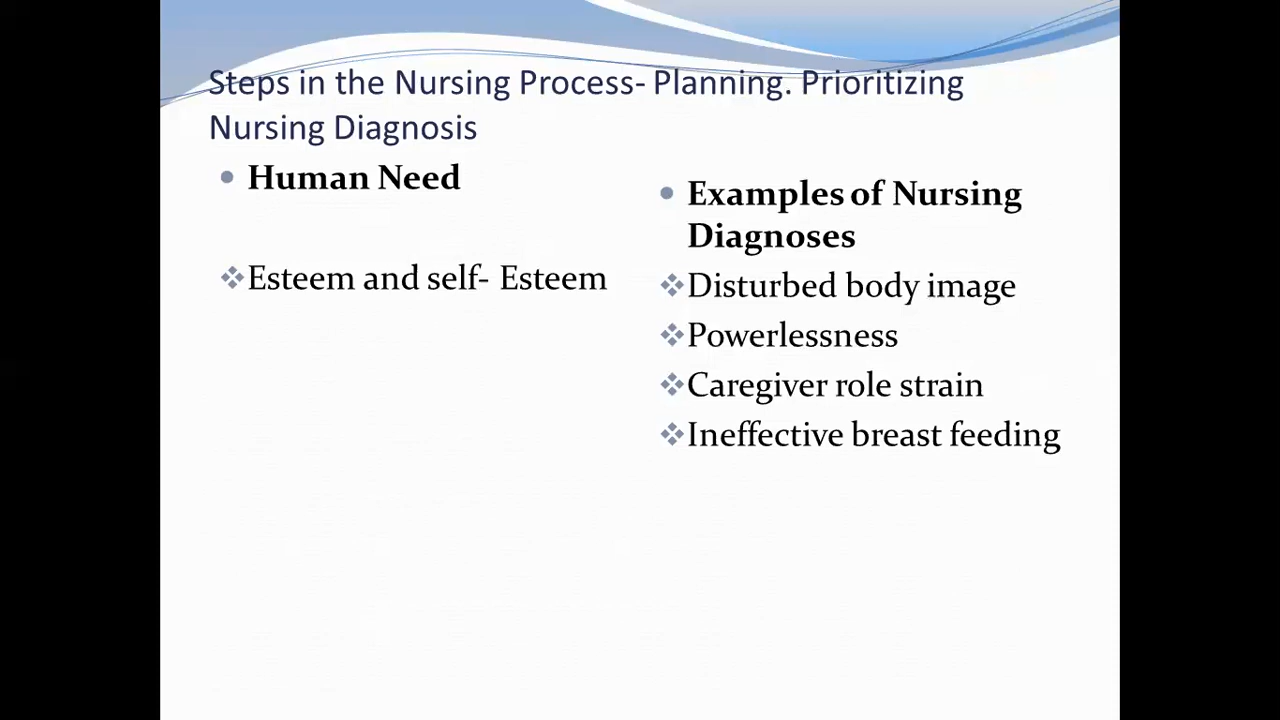 Steps in the Nursing Process- Planning. Prioritizing
Nursing Diagnosis
Human Need
Esteem and self- Esteem
Examples of Nursing
Diagnoses
Disturbed body image
Powerlessness
Caregiver role strain
Ineffective breast feeding